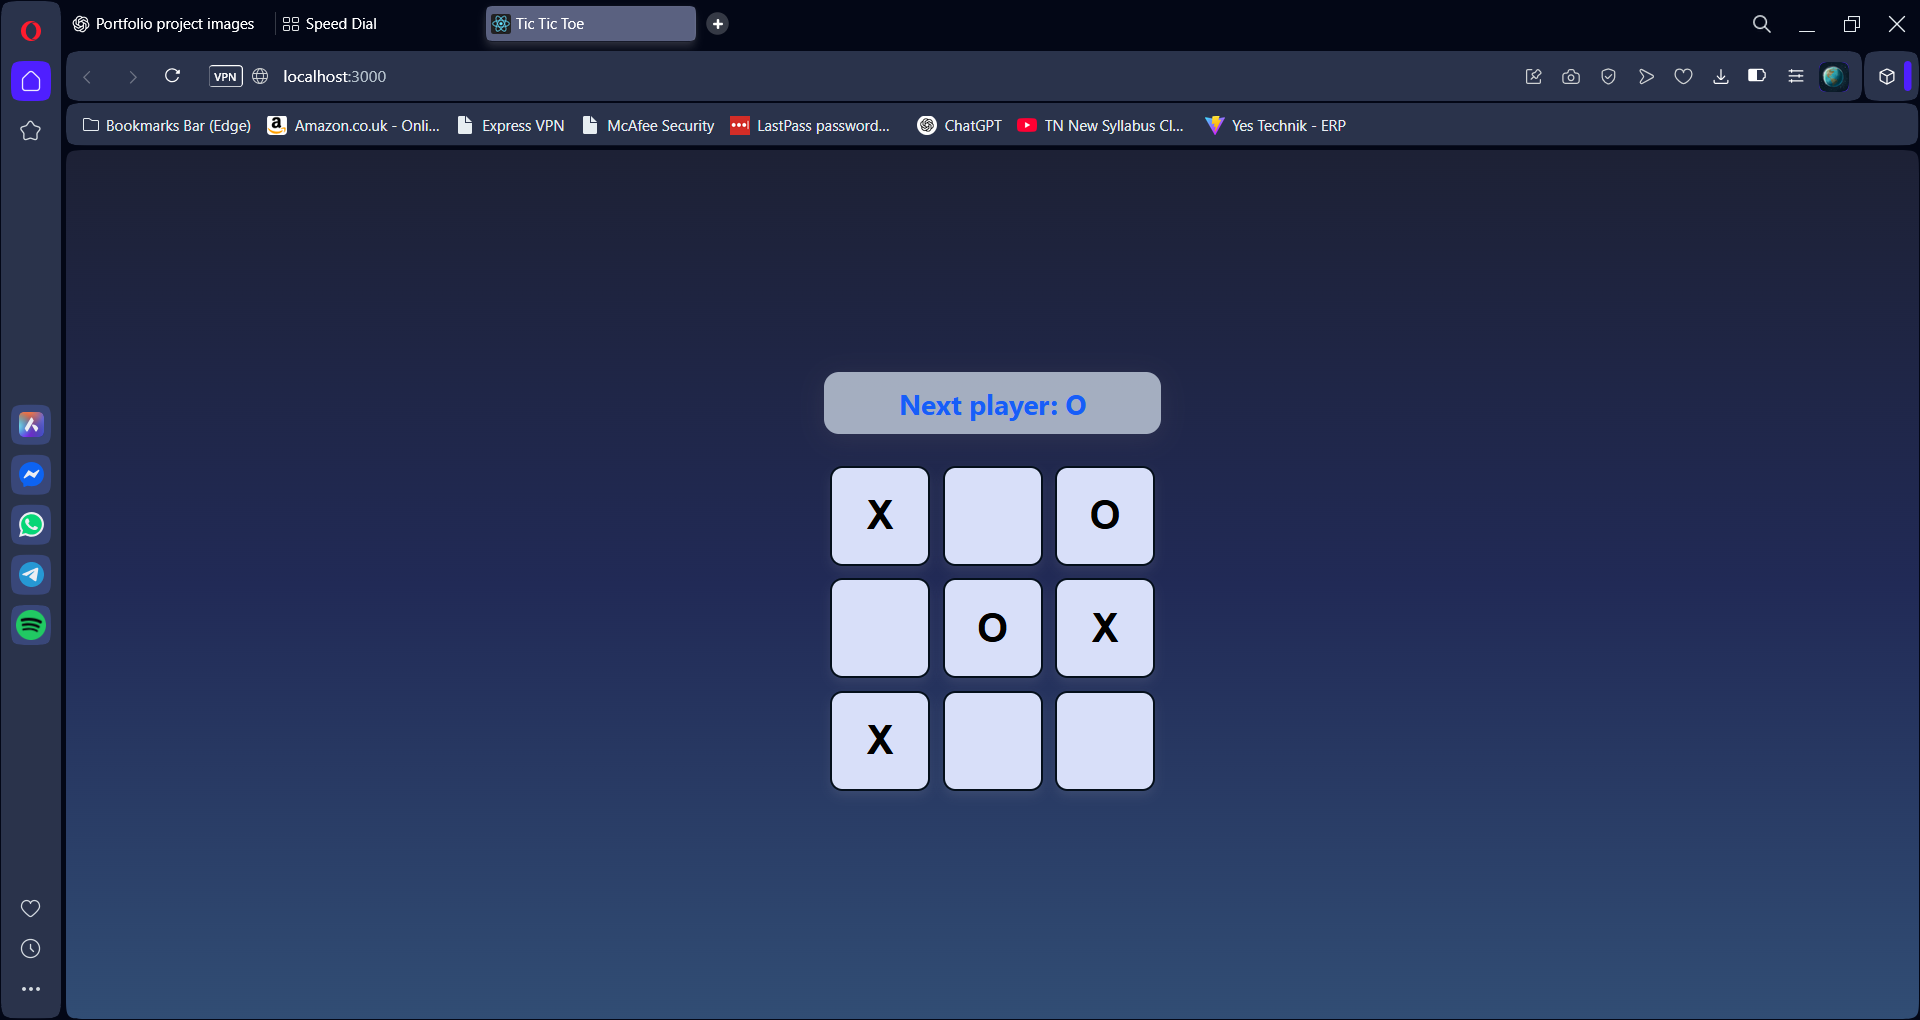 Portfolio project images
Speed Dial
Tic Tic Toe
VPN
localhost:3000
Bookmarks Bar (Edge)
Amazon.co.uk - Onli...
Express VPN
McAfee Security
LastPass password...
ChatGPT
TN New Syllabus Cl...
Yes Technik - ERP
Next player: O
X O
O X
X